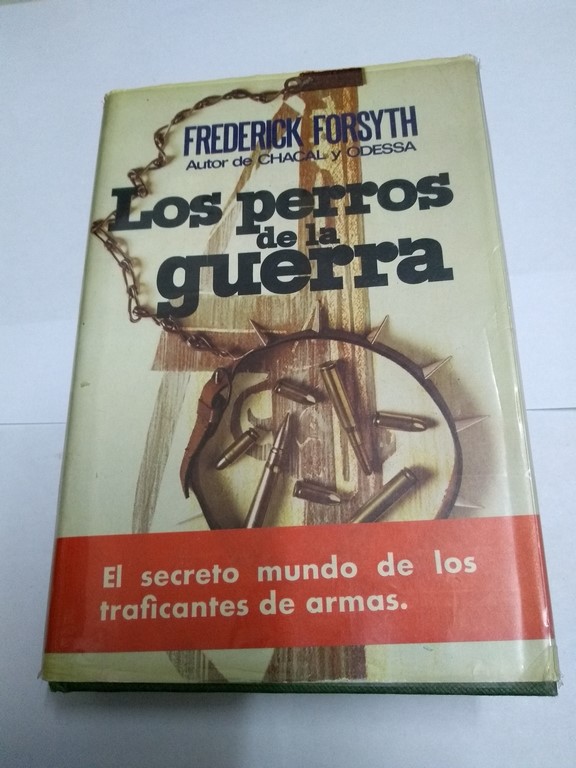 FREDERICK FORSYTH
Autor de CHACAL y ODESSA
Los perros
de la
guerra
El secreto mundo de los
traficantes de armas.